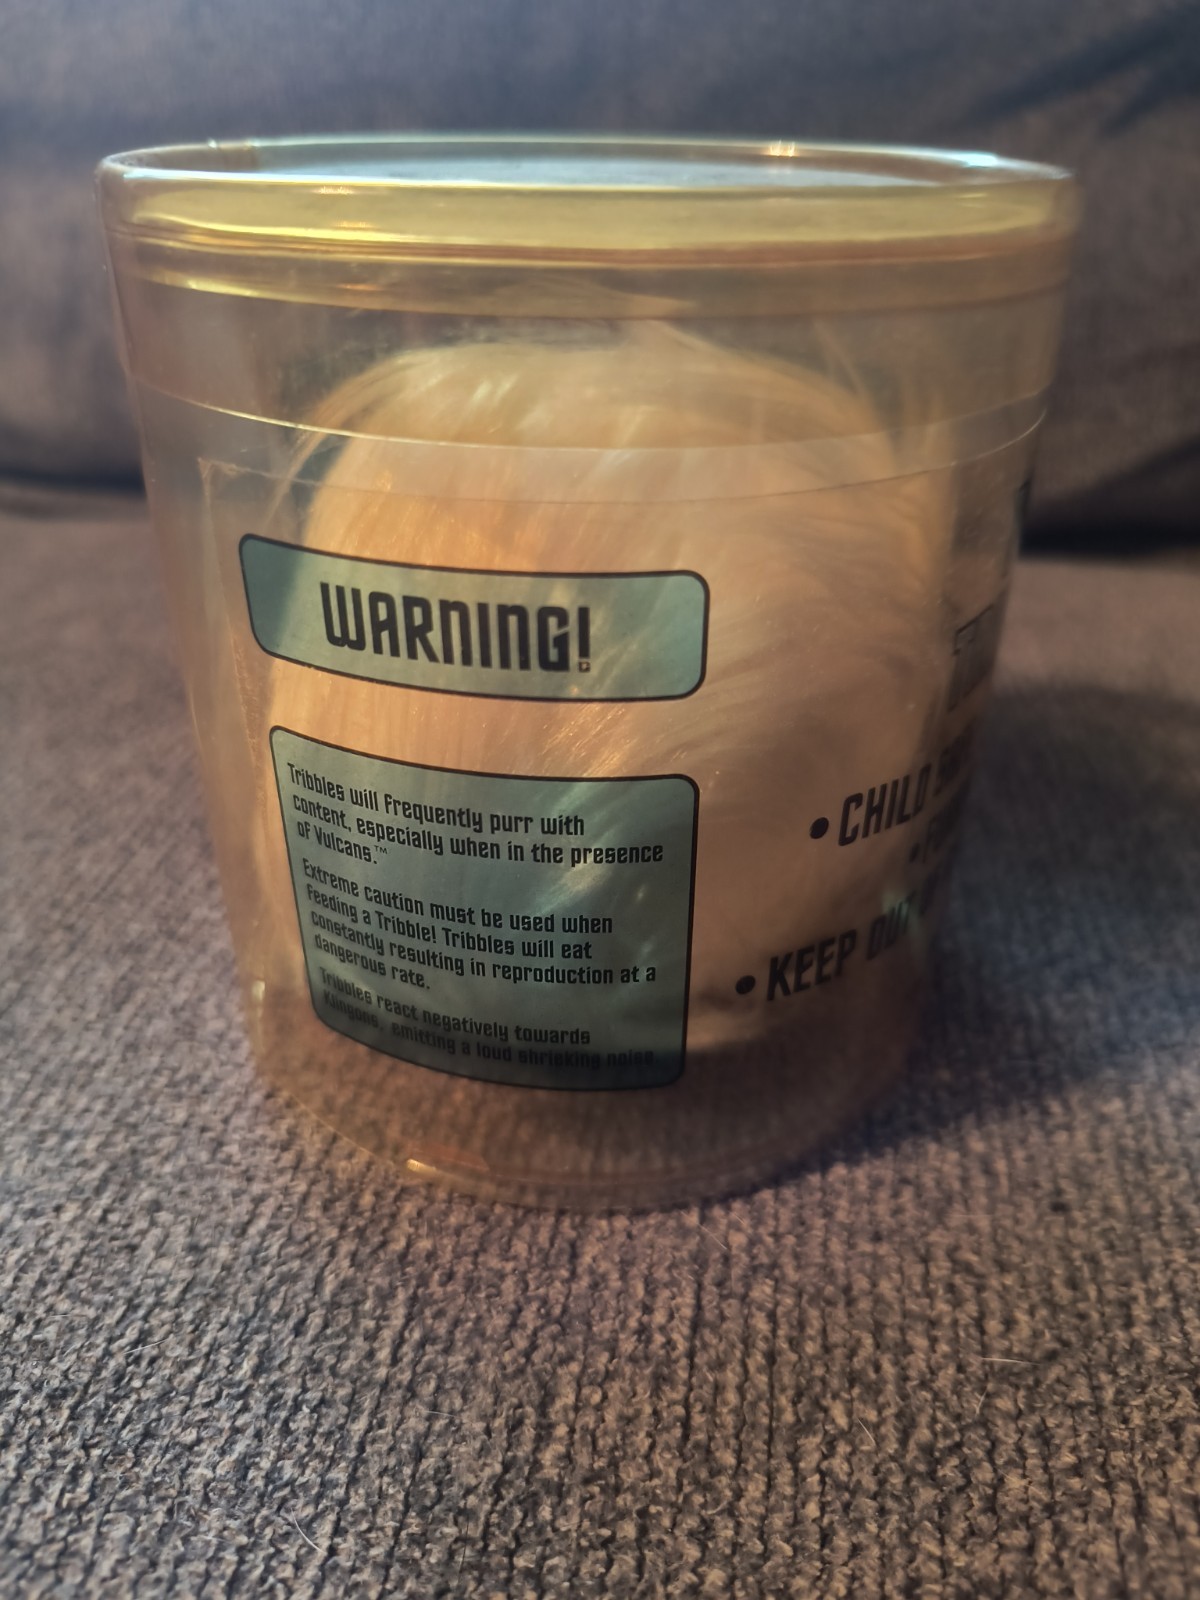 WARNING!
Tribbles will frequently purr with
content, especially when in the presence
of Vulcans.™
Extreme caution must be used when
feeding a Tribble! Tribbles will eat
constantly resulting in reproduction at a
dangerous rate.
Tribbles react negatively towards
Klingons, emitting a loud shrieking noise
• CHILD
• KEEP OUT